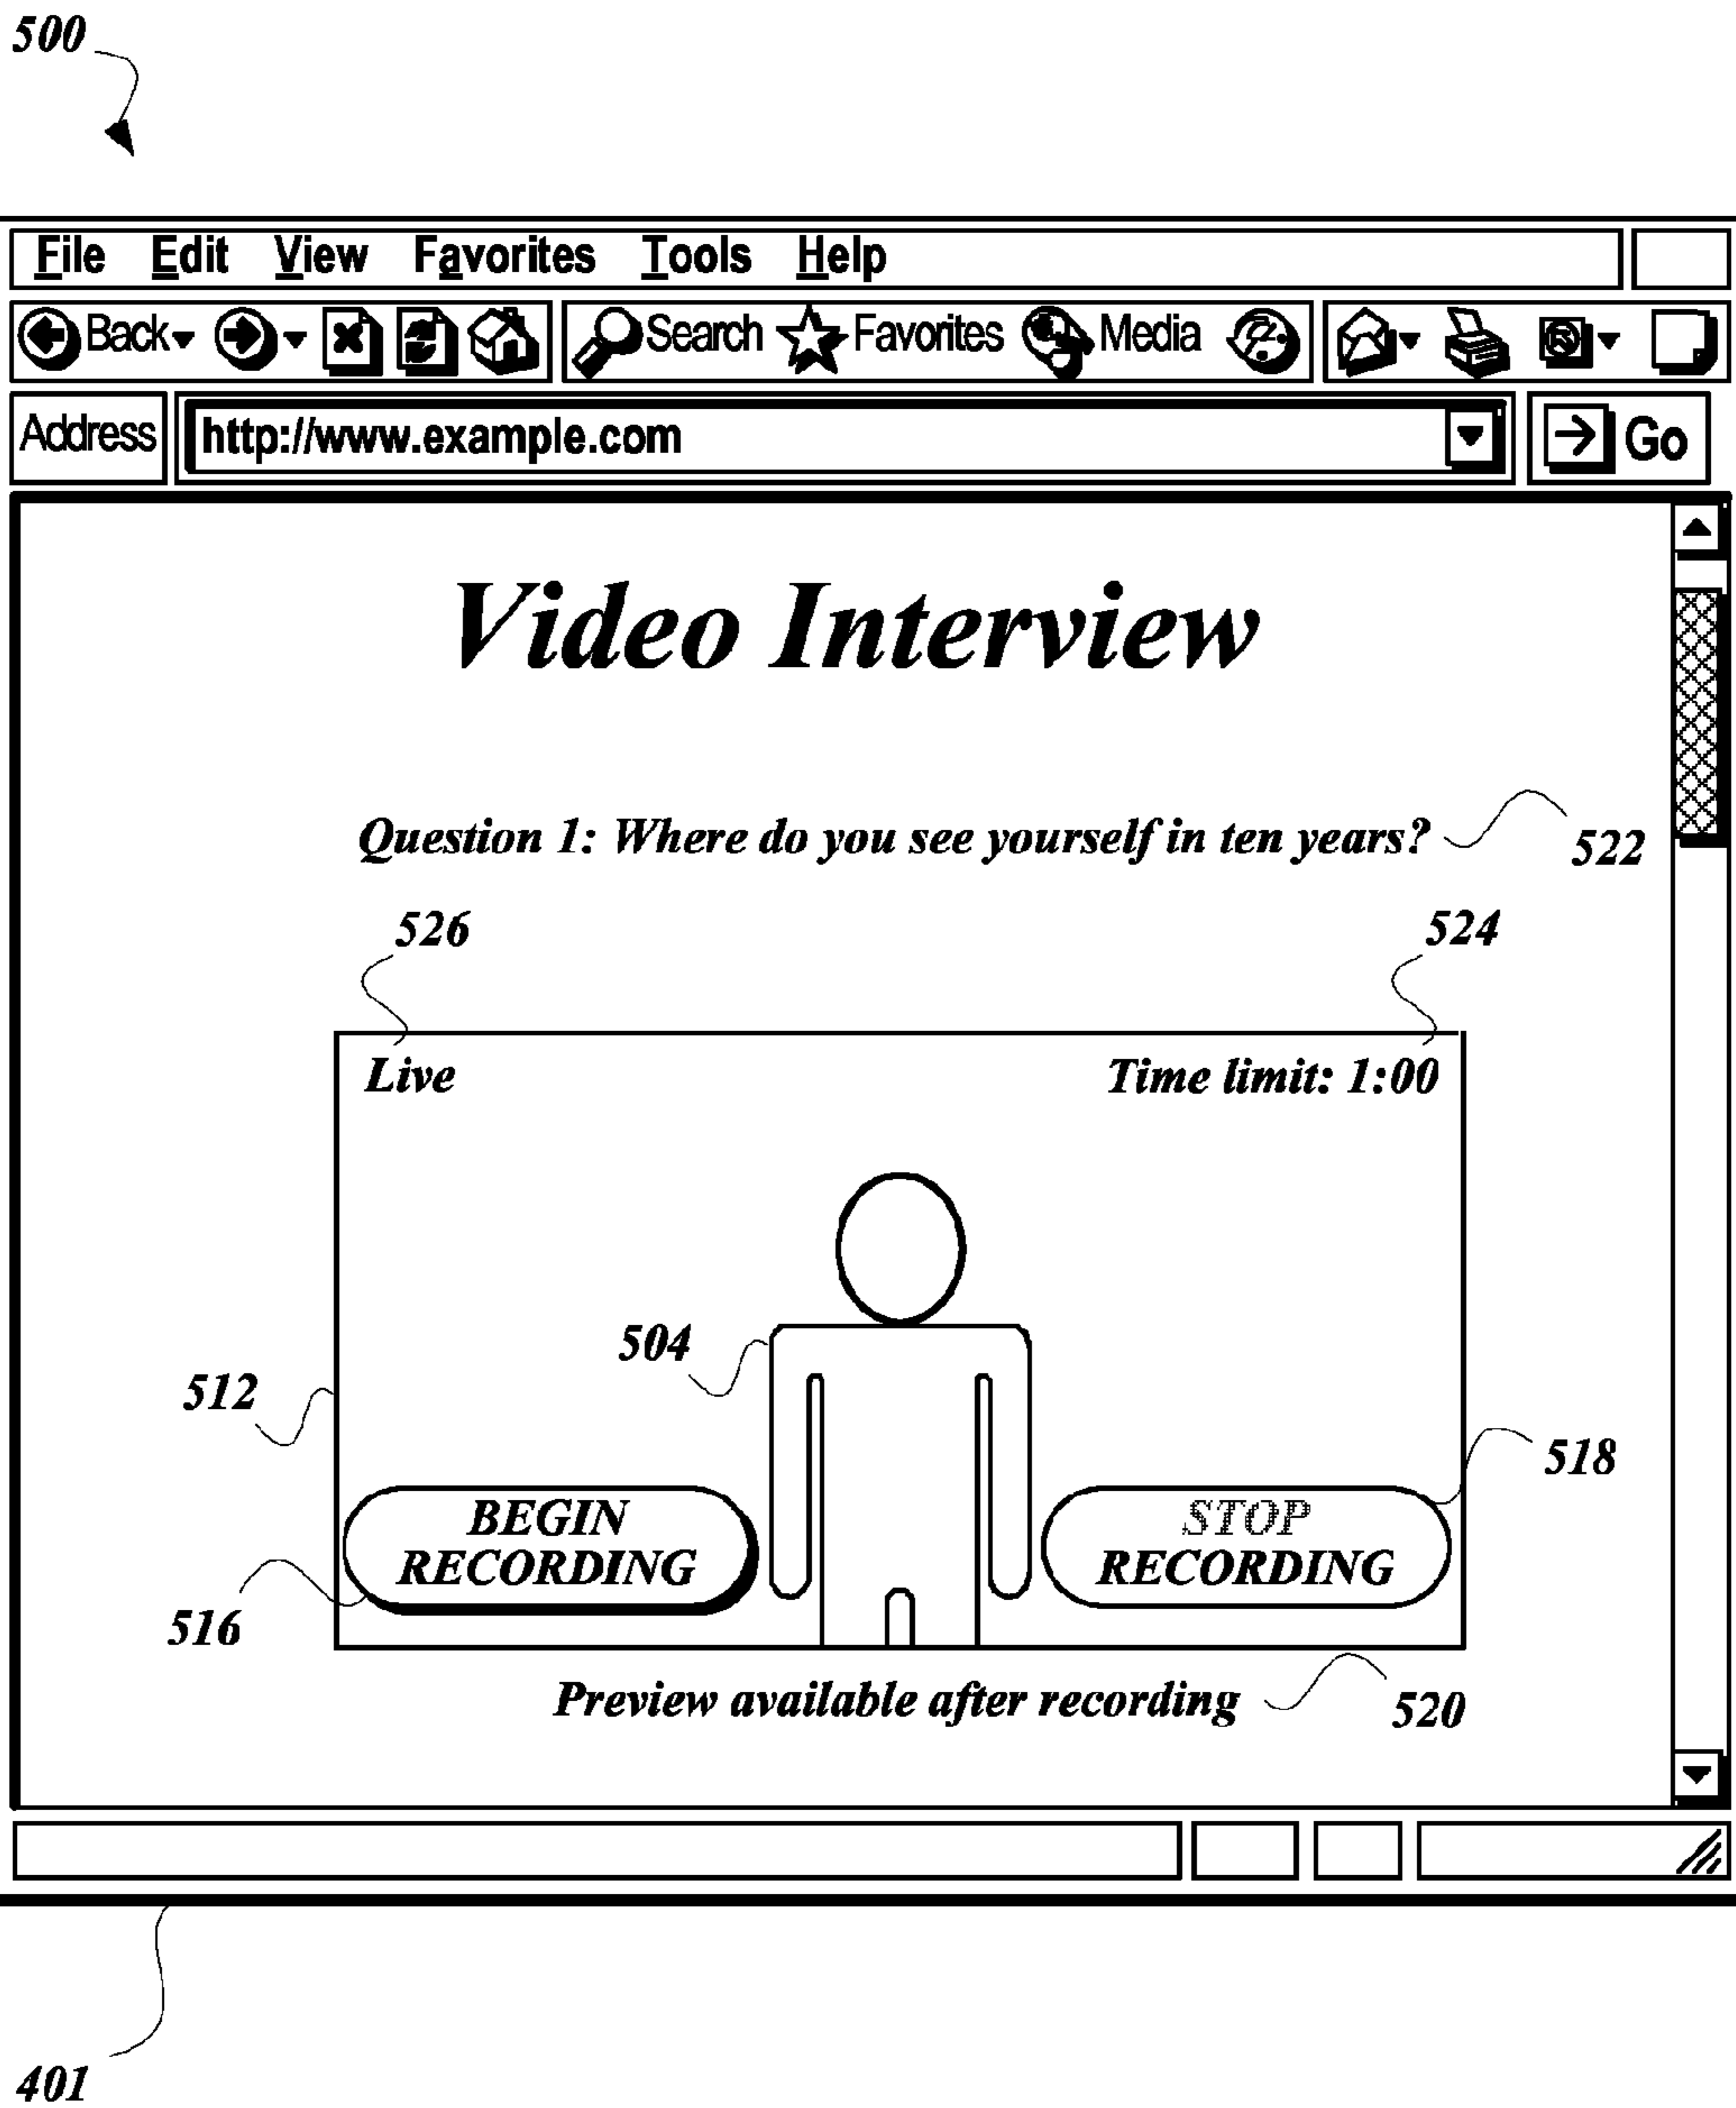 500
File Edit View Favorites Tools Help
Back Search Favorites Media
Address http://www.example.com Go
Video Interview
Question 1: Where do you see yourself in ten years?
522
526
524
Live
Time limit: 1:00
504
512
518
BEGIN
RECORDING
STOP
RECORDING
516
Preview available after recording
520
401